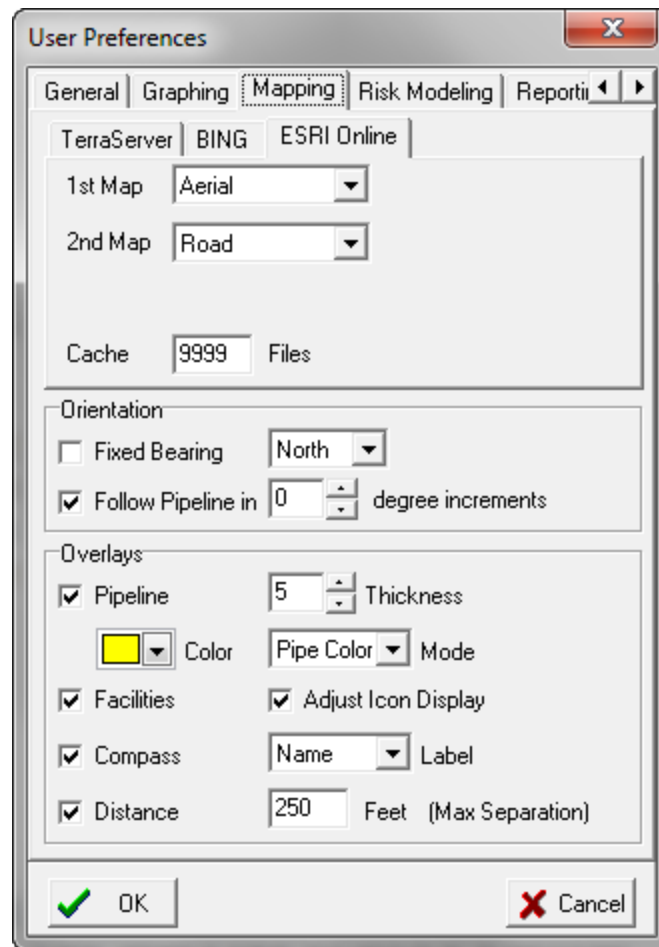 User Preferences
General Graphing Mapping Risk Modeling
TerraServer BING ESRI Online
1st Map Aerial
2nd Map Road
Cache 9999 Files
Orientation
Fixed Bearing North
Follow Pipeline in 0 degree increments
Overlays
Pipeline 5 Thickness
Color Pipe Color Mode
Facilities Adjust Icon Display
Compass Name Label
Distance 250 Feet (Max Separation)
OK Cancel